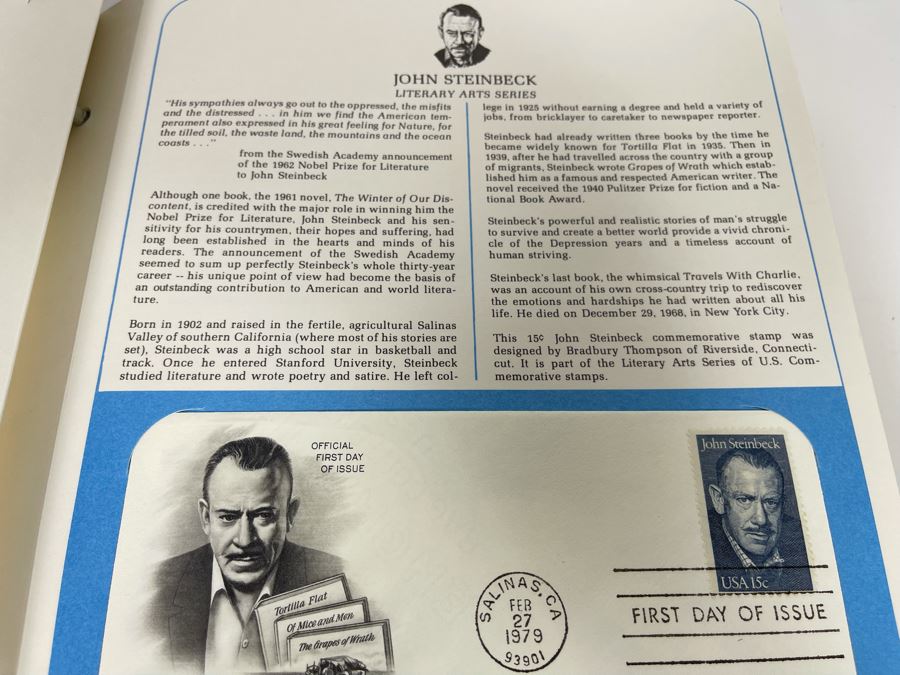 JOHN STEINBECK
LITERARY ARTS SERIES
"His sympathies always go out to the oppressed, the misfits
and the distressed . . . in him we find the American tem-
perament also expressed in his great feeling for Nature, for
the tilled soil, the waste land, the mountains and the ocean
coasts . . ."
from the Swedish Academy announcement
of the 1962 Nobel Prize for Literature
to John Steinbeck
Although one book, the 1961 novel, The Winter of Our Dis-
content, is credited with the major role in winning him the
Nobel Prize for Literature, John Steinbeck and his sen-
sitivity for his countrymen, their hopes and suffering, had
long been established in the hearts and minds of his
readers. The announcement of the Swedish Academy
seemed to sum up perfectly Steinbeck's whole thirty-year
career -- his unique point of view had become the basis of
an outstanding contribution to American and world litera-
ture.
Born in 1902 and raised in the fertile, agricultural Salinas
Valley of southern California (where most of his stories are
set), Steinbeck was a high school star in basketball and
track. Once he entered Stanford University, Steinbeck
studied literature and wrote poetry and satire. He left col-
lege in 1925 without earning a degree and held a variety of
jobs, from bricklayer to caretaker to newspaper reporter.
Steinbeck had already written three books by the time he
became widely known for Tortilla Flat in 1935. Then in
1939, after he had travelled across the country with a group
of migrants, Steinbeck wrote Grapes of Wrath which estab-
lished him as a famous and respected American writer. The
novel received the 1940 Pulitzer Prize for fiction and a Na-
tional Book Award.
Steinbeck's powerful and realistic stories of man's struggle
to survive and create a better world provide a vivid chroni-
cle of the Depression years and a timeless account of
human striving.
Steinbeck's last book, the whimsical Travels With Charlie,
was an account of his own cross-country trip to rediscover
the emotions and hardships he had written about all his
life. He died on December 29, 1968, in New York City.
This 15¢ John Steinbeck commemorative stamp was
designed by Bradbury Thompson of Riverside, Connecti-
cut. It is part of the Literary Arts Series of U.S. Com-
memorative stamps.
OFFICIAL
FIRST DAY
OF ISSUE
Tortilla Flat
Of Mice and Men
The Grapes of Wrath
SALINAS, CA
FEB
27
1979
93901
John Steinbeck
USA 15c
FIRST DAY OF ISSUE